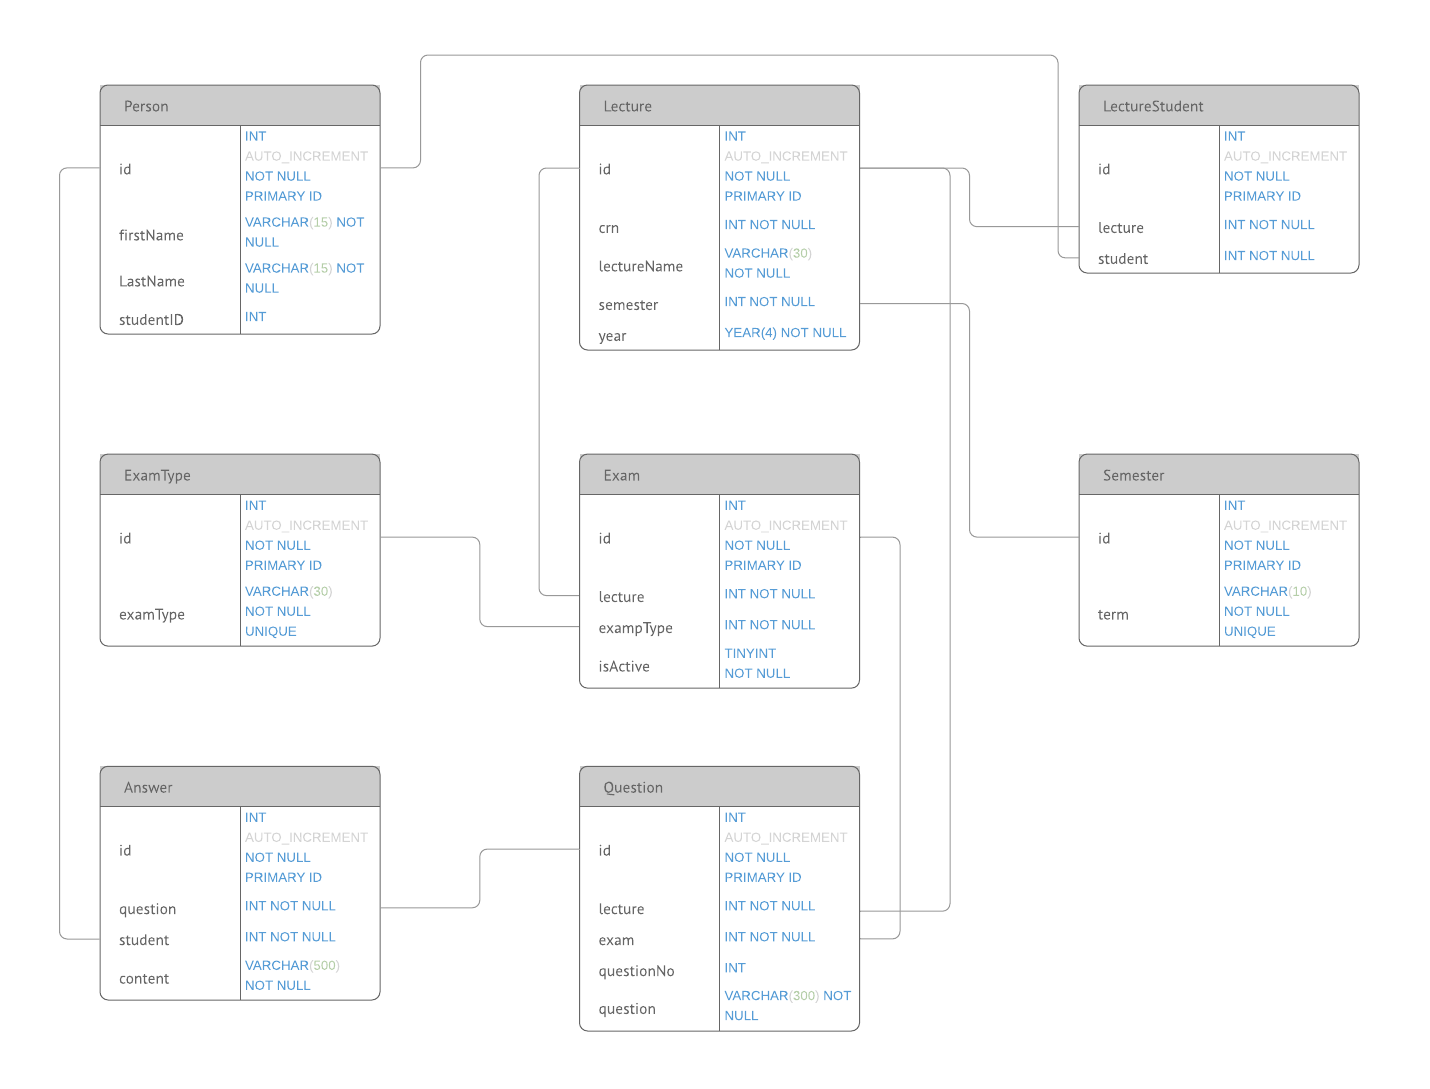 Person
id
INT
AUTO_INCREMENT
NOT NULL
PRIMARY ID
firstName
VARCHAR(15) NOT
NULL
LastName
VARCHAR(15) NOT
NULL
studentID
INT
Lecture
id
INT
AUTO_INCREMENT
NOT NULL
PRIMARY ID
crn
INT NOT NULL
lectureName
VARCHAR(30)
NOT NULL
semester
INT NOT NULL
year
YEAR(4) NOT NULL
LectureStudent
id
INT
AUTO_INCREMENT
NOT NULL
PRIMARY ID
lecture
INT NOT NULL
student
INT NOT NULL
ExamType
id
INT
AUTO_INCREMENT
NOT NULL
PRIMARY ID
examType
VARCHAR(30)
NOT NULL
UNIQUE
Exam
id
INT
AUTO_INCREMENT
NOT NULL
PRIMARY ID
lecture
INT NOT NULL
exampType
INT NOT NULL
isActive
TINYINT
NOT NULL
Semester
id
INT
AUTO_INCREMENT
NOT NULL
PRIMARY ID
term
VARCHAR(10)
NOT NULL
UNIQUE
Answer
id
INT
AUTO_INCREMENT
NOT NULL
PRIMARY ID
question
INT NOT NULL
student
INT NOT NULL
content
VARCHAR(500)
NOT NULL
Question
id
INT
AUTO_INCREMENT
NOT NULL
PRIMARY ID
lecture
INT NOT NULL
exam
INT NOT NULL
questionNo
INT
question
VARCHAR(300) NOT
NULL